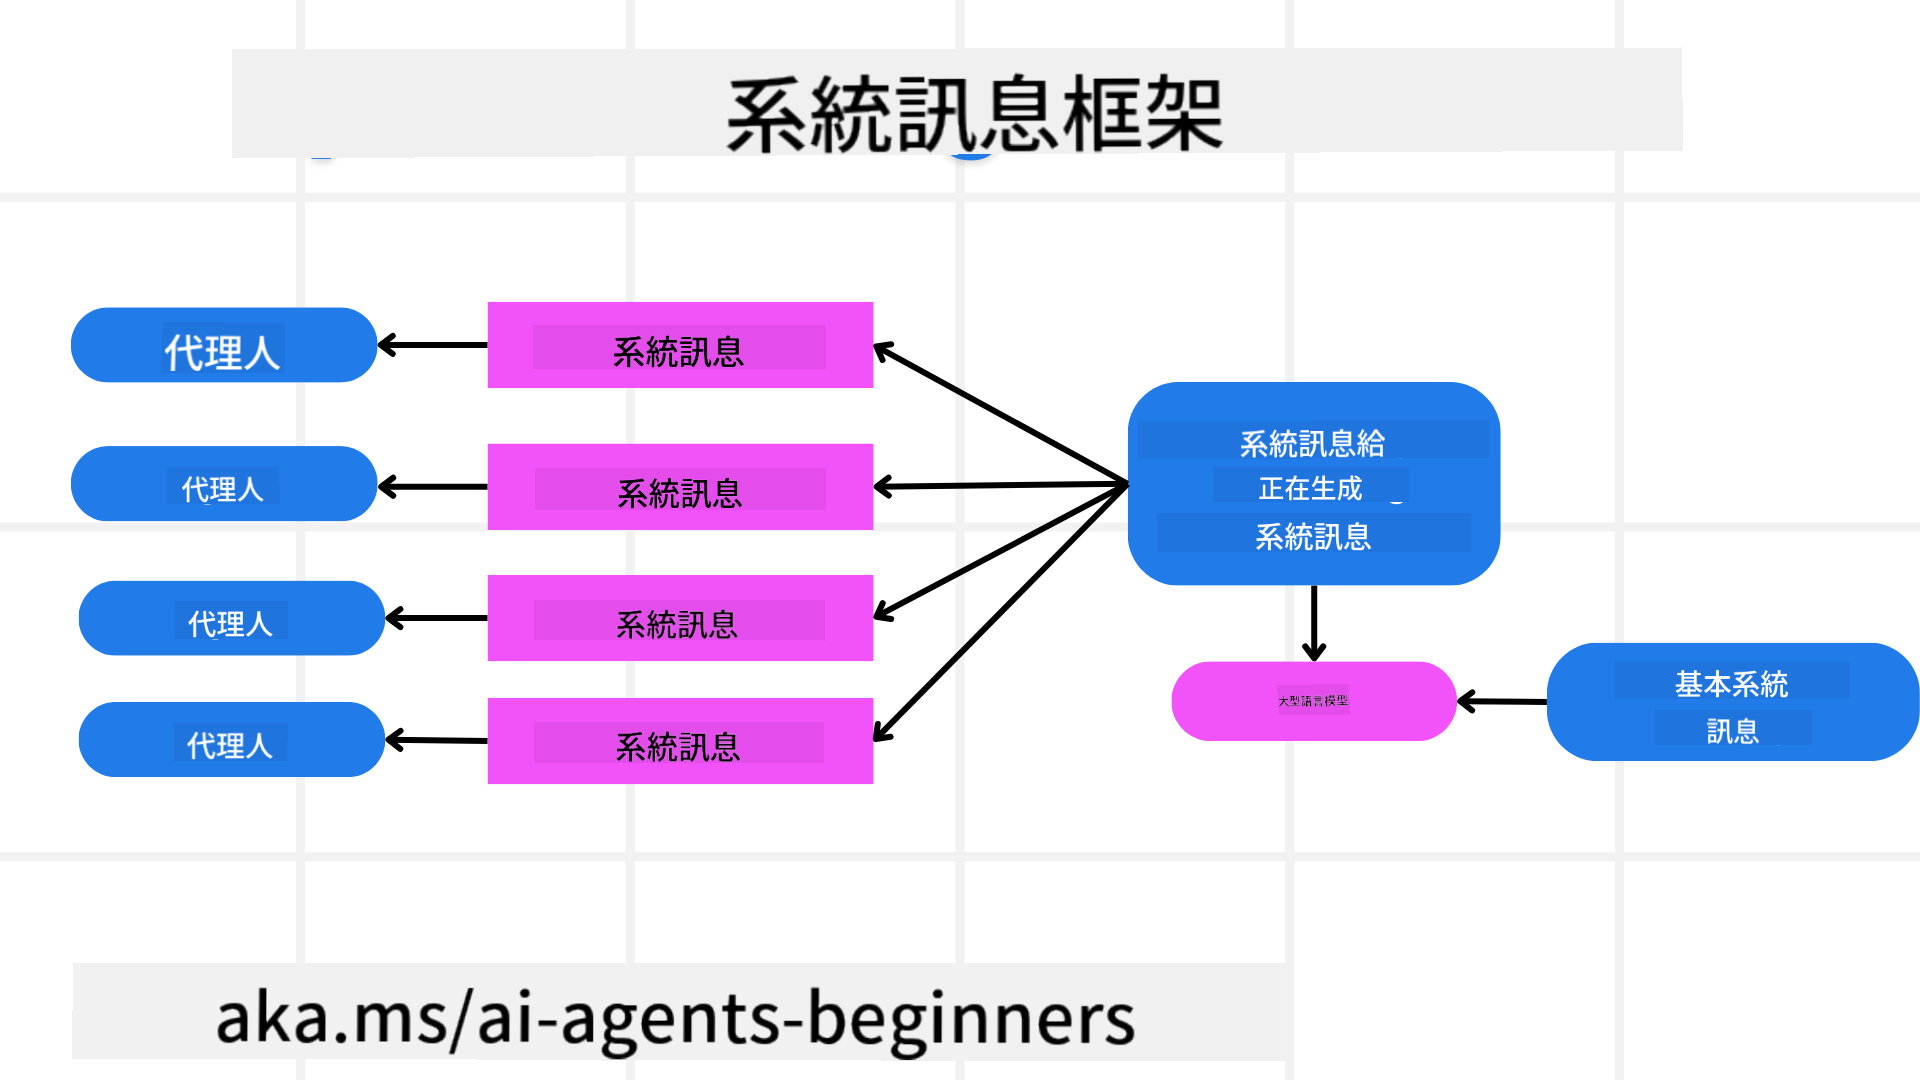 系統訊息框架
代理人
系統訊息
代理人
系統訊息
代理人
系統訊息
代理人
系統訊息
系統訊息給
正在生成
系統訊息
大型語言模型
基本系統
訊息
aka.ms/ai-agents-beginners